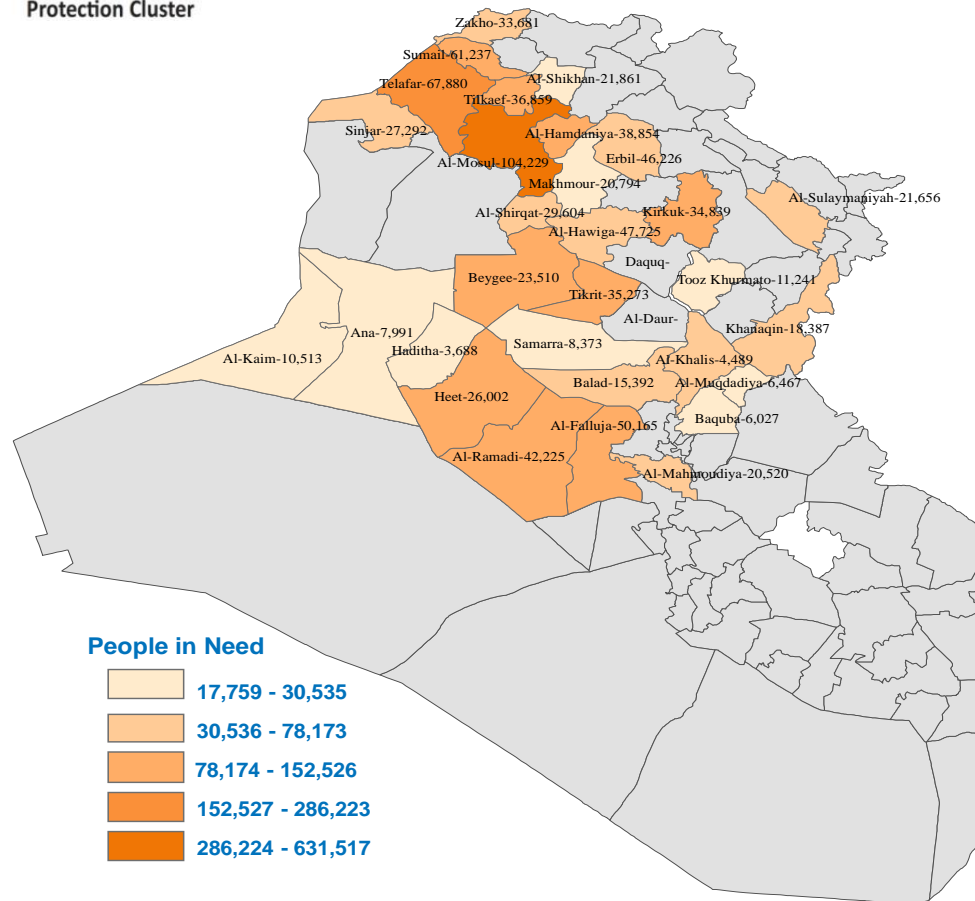 Protection Cluster
Zakho-33,681
Sumail-61,237
Al-Shikhan-21,861
Telafar-67,880
Tilkaef-36,859
Sinjar-27,292
Al-Hamdaniya-38,854
Al-Mosul-104,229
Erbil-46,226
Makhmour-20,794
Al-Sulaymaniyah-21,656
Al-Shirqat-29,604
Kirkuk-34,839
Al-Hawiga-47,725
Daquq-
Beygee-23,510
Tooz Khurmato-11,241
Tikrit-35,273
Al-Daur-
Khanaqin-18,387
Ana-7,991
Samarra-8,373
Haditha-3,688
Al-Kaim-10,513
Al-Khalis-4,489
Balad-15,392
Al-Muqdadiya-6,467
Heet-26,002
Baquba-6,027
Al-Falluja-50,165
Al-Ramadi-42,225
Al-Mahmoudiya-20,520
People in Need
17,759 - 30,535
30,536 - 78,173
78,174 - 152,526
152,527 - 286,223
286,224 - 631,517